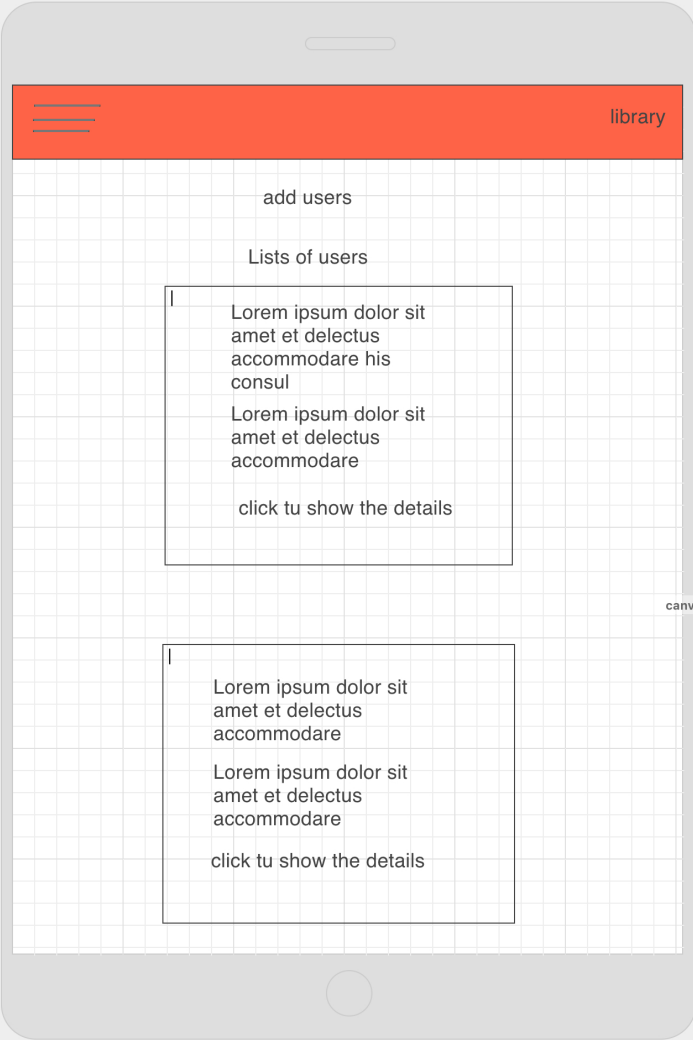 library
add users
Lists of users
Lorem ipsum dolor sit
amet et delectus
accommodare his
consul
Lorem ipsum dolor sit
amet et delectus
accommodare
click tu show the details
canv
Lorem ipsum dolor sit
amet et delectus
accommodare
Lorem ipsum dolor sit
amet et delectus
accommodare
click tu show the details